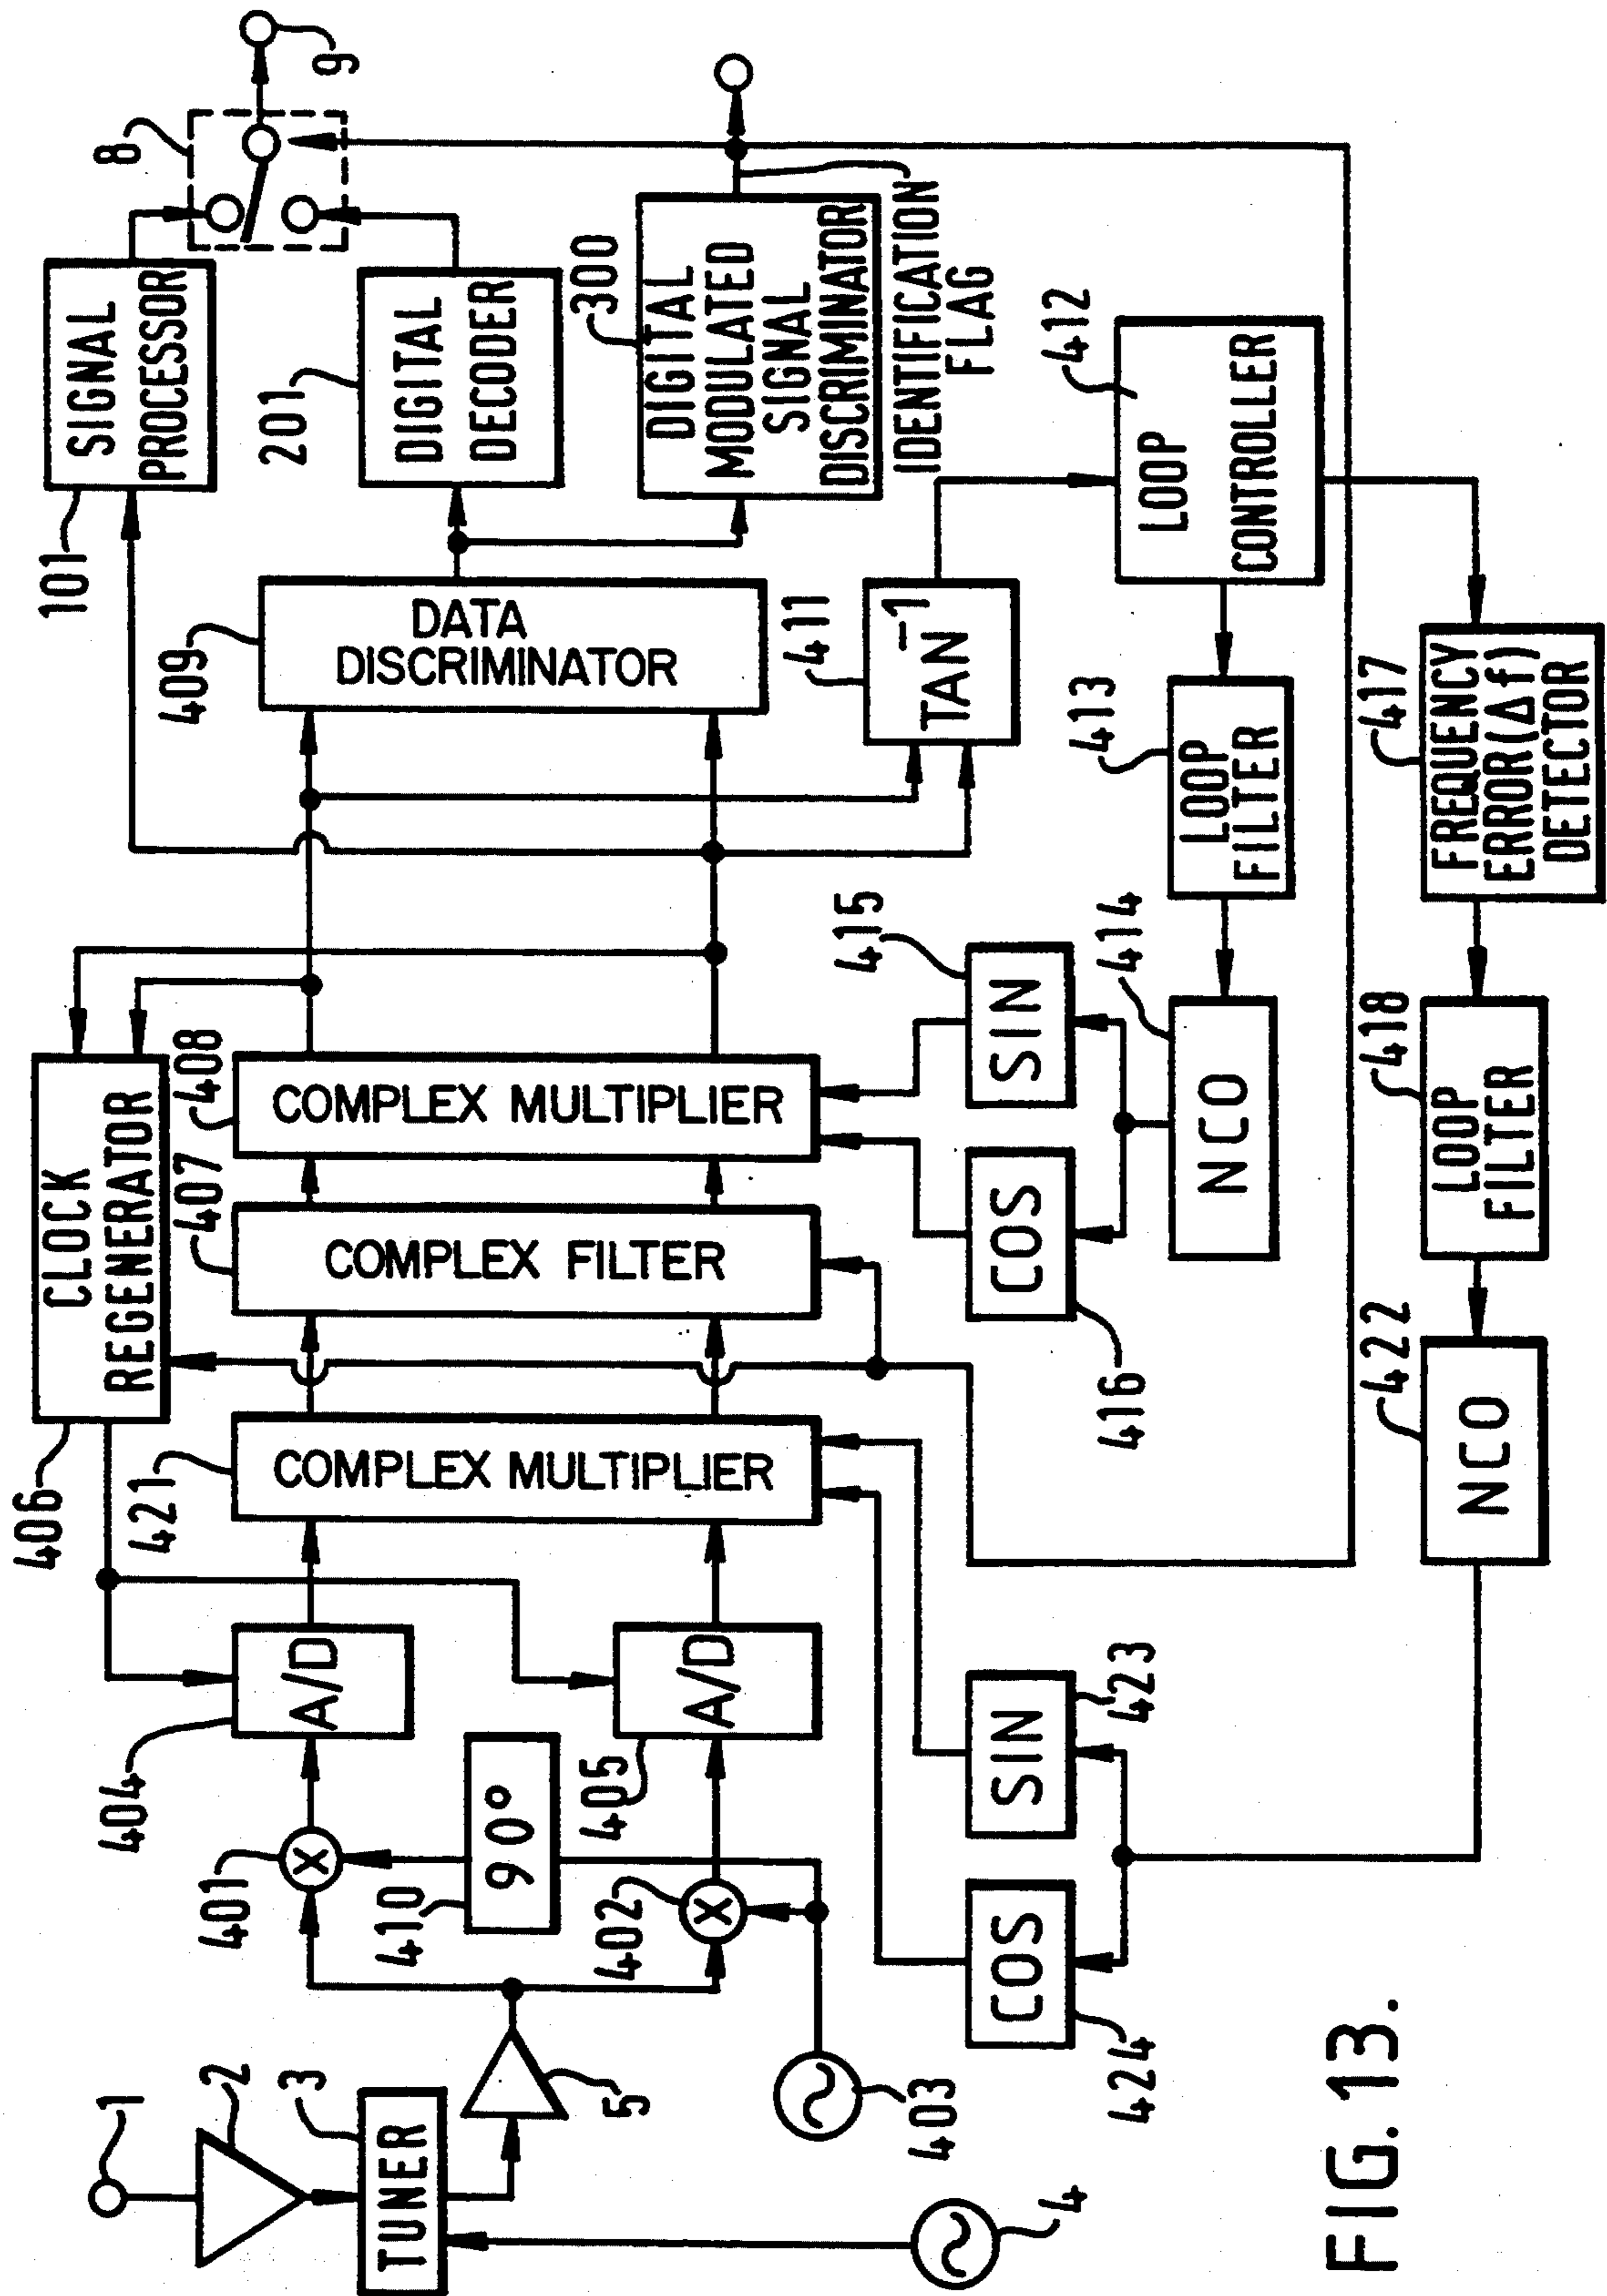 1
2
3
TUNER
4
5
401
410
90°
402
403
404
A/D
405
A/D
406
CLOCK
REGENERATOR
421
COMPLEX MULTIPLIER
407
COMPLEX FILTER
408
COMPLEX MULTIPLIER
COS
424
SIN
423
COS
416
SIN
415
NCO
414
409
DATA
DISCRIMINATOR
411
TAN-1
101
SIGNAL
PROCESSOR
201
DIGITAL
DECODER
300
DIGITAL
MODULATED
SIGNAL
DISCRIMINATOR
IDENTIFICATION
FLAG
8
9
412
LOOP
CONTROLLER
413
LOOP
FILTER
417
FREQUENCY
ERROR(Δf)
DETECTOR
418
LOOP
FILTER
422
NCO
FIG. 13.